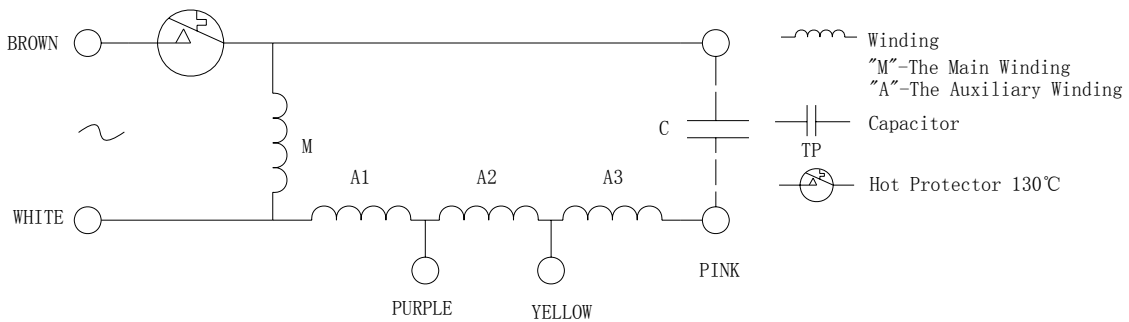 BROWN
Winding
"M"-The Main Winding
"A"-The Auxiliary Winding
C
Capacitor
M
TP
A1
A2
A3
Hot Protector 130℃
WHITE
PINK
PURPLE
YELLOW